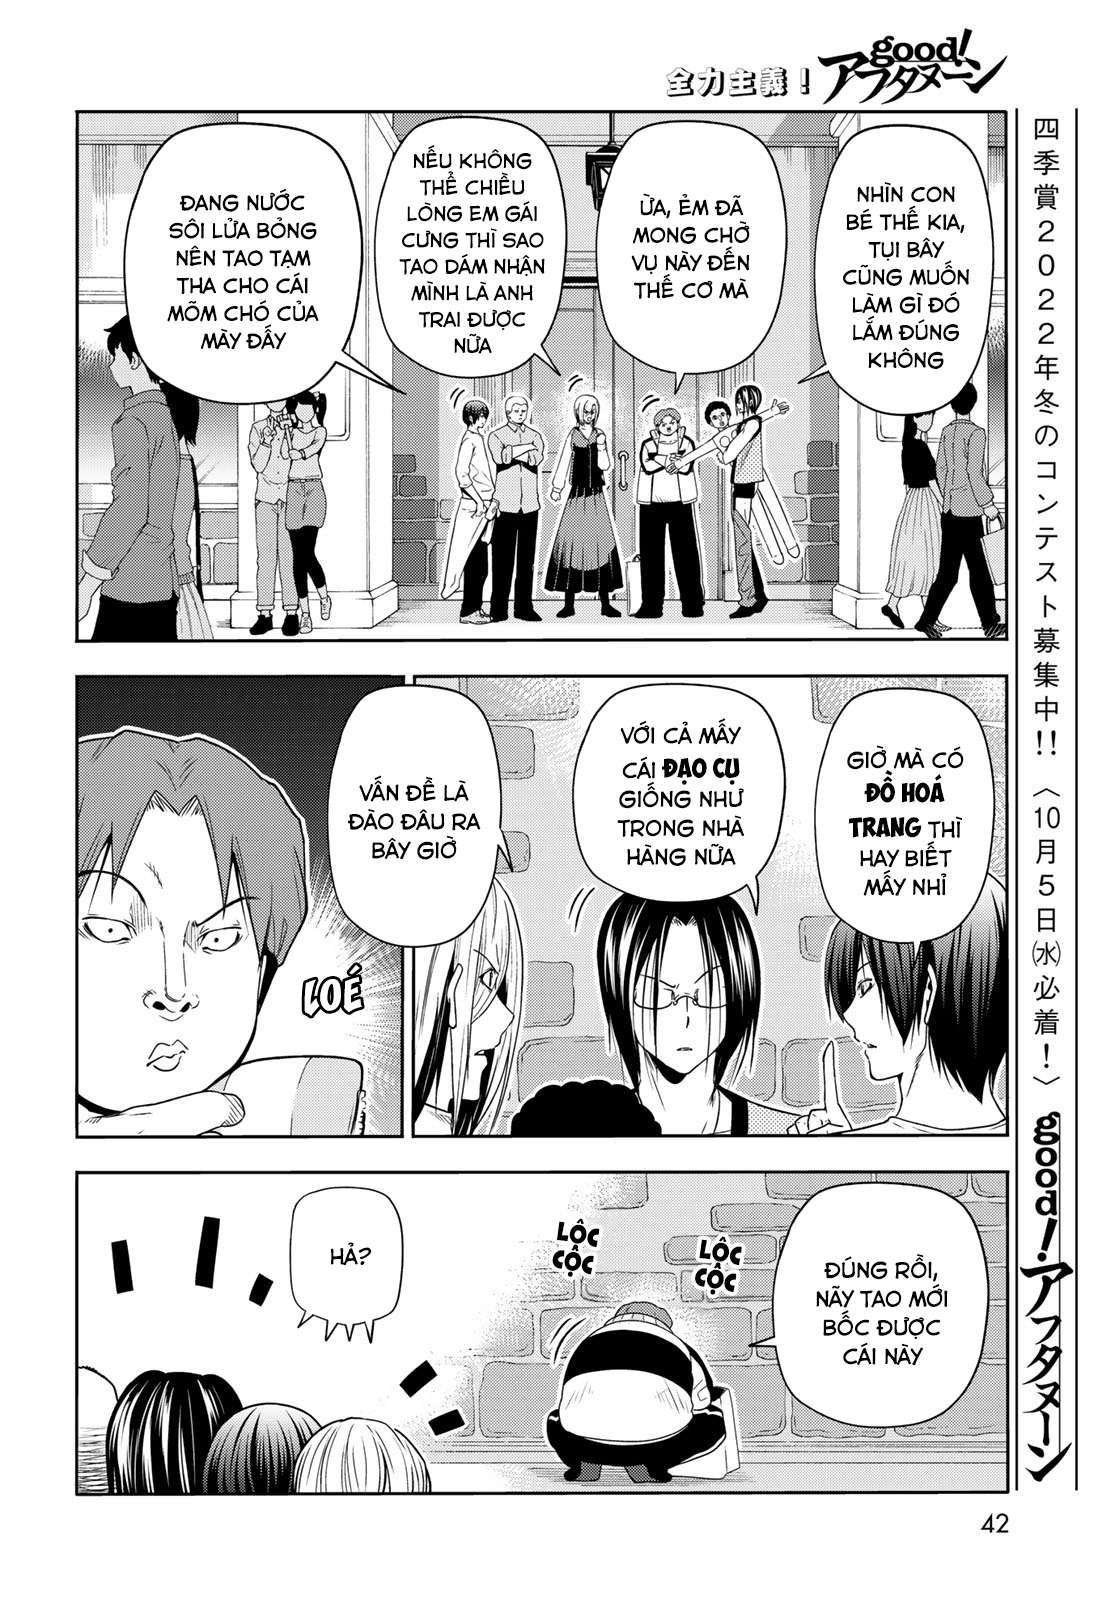 good!
アフタヌーン
全力主義!
NHÌN CON
BÉ THẾ KIA,
TỤI BÂY
CŨNG MUỐN
LÀM GÌ ĐÓ
LẮM ĐÚNG
KHÔNG
ỪA, ẺM ĐÃ
MONG CHỜ
VỤ NÀY ĐẾN
THẾ CƠ MÀ
NẾU KHÔNG
THỂ CHIỀU
LÒNG EM GÁI
CƯNG THÌ SAO
TAO DÁM NHẬN
MÌNH LÀ ANH
TRAI ĐƯỢC
NỮA
ĐANG NƯỚC
SÔI LỬA BỎNG
NÊN TAO TẠM
THA CHO CÁI
MÕM CHÓ CỦA
MÀY ĐẤY
GIỜ MÀ CÓ
ĐỒ HOÁ
TRANG THÌ
HAY BIẾT
MẤY NHỈ
VỚI CẢ MẤY
CÁI ĐẠO CỤ
GIỐNG NHƯ
TRONG NHÀ
HÀNG NỮA
VẤN ĐỀ LÀ
ĐÀO ĐÂU RA
BÂY GIỜ
LOÉ
ĐÚNG RỒI,
NÃY TAO MỚI
BỐC ĐƯỢC
CÁI NÀY
LỘC
CỘC
LỘC
CỘC
HẢ?
四季賞2022年冬のコンテスト募集中!!〈10月5日㈬必着!〉
good!アフタヌーン
42